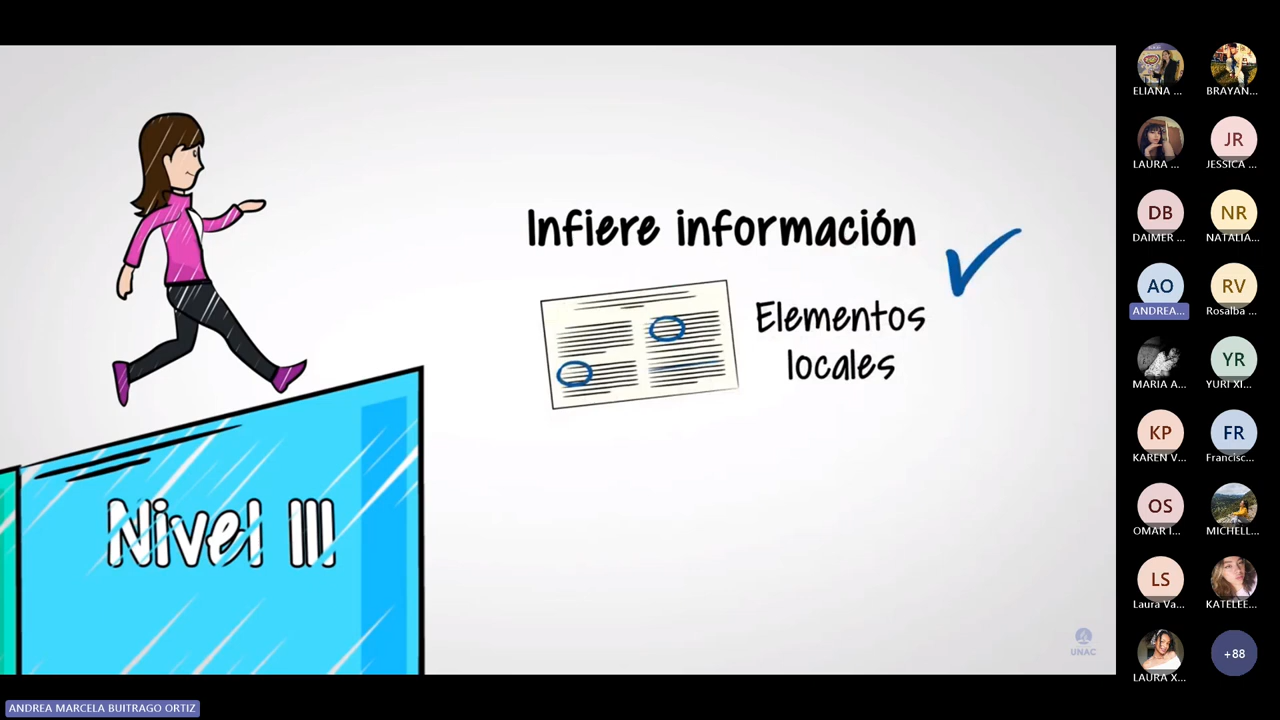 Infiere información
Elementos
locales
Nivel III
UNAC
ELIANA ...
BRAYAN...
LAURA ...
JR
JESSICA ...
DB
DAIMER ...
NR
NATALIA...
AO
ANDREA...
RV
Rosalba ...
MARIA A...
YR
YURI XI...
KP
KAREN V...
FR
Francisc...
OS
OMAR I...
MICHELL...
LS
Laura Va...
KATELEE...
LAURA X...
+88
ANDREA MARCELA BUITRAGO ORTIZ